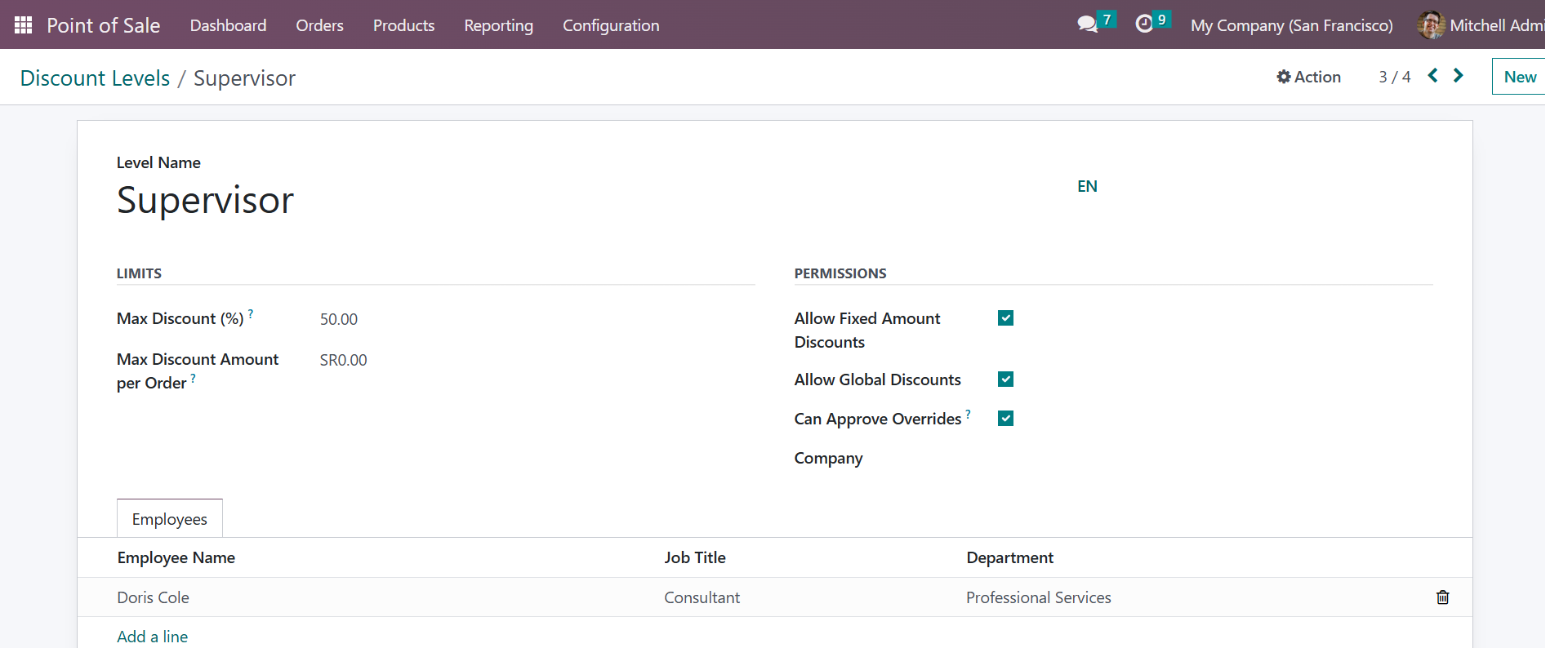 Point of Sale Dashboard Orders Products Reporting Configuration 7 9 My Company (San Francisco) Mitchell Admi
Discount Levels / Supervisor Action 3 / 4 New
Level Name
Supervisor EN
LIMITS PERMISSIONS
Max Discount (%) ? 50.00 Allow Fixed Amount
Discounts
Max Discount Amount SR0.00
per Order ? Allow Global Discounts
Can Approve Overrides ?
Company
Employees
Employee Name Job Title Department
Doris Cole Consultant Professional Services
Add a line